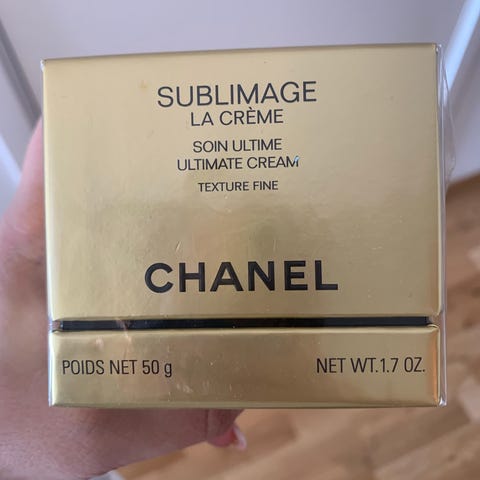 SUBLIMAGE
LA CRÈME
SOIN ULTIME
ULTIMATE CREAM
TEXTURE FINE
CHANEL
POIDS NET 50 g NET WT.1.7 OZ.